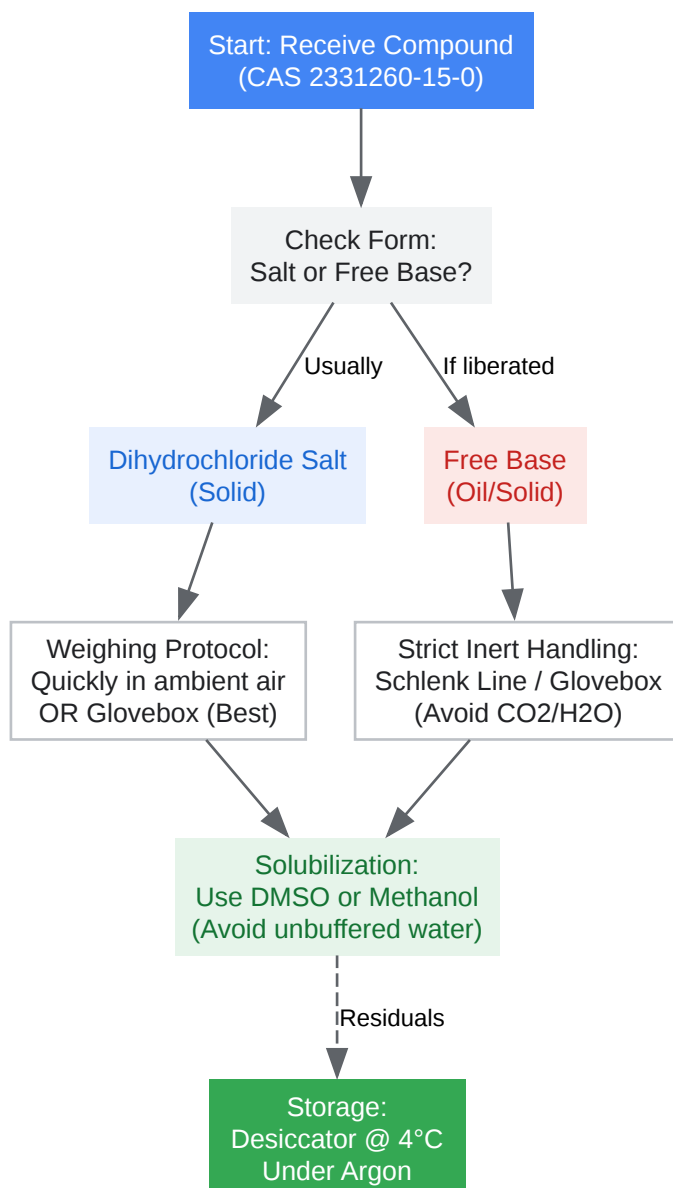 Start: Receive Compound
(CAS 2331260-15-0)
Check Form:
Salt or Free Base?
Usually
If liberated
Dihydrochloride Salt
(Solid)
Free Base
(Oil/Solid)
Weighing Protocol:
Quickly in ambient air
OR Glovebox (Best)
Strict Inert Handling:
Schlenk Line / Glovebox
(Avoid CO2/H2O)
Solubilization:
Use DMSO or Methanol
(Avoid unbuffered water)
Residuals
Storage:
Desiccator @ 4°C
Under Argon